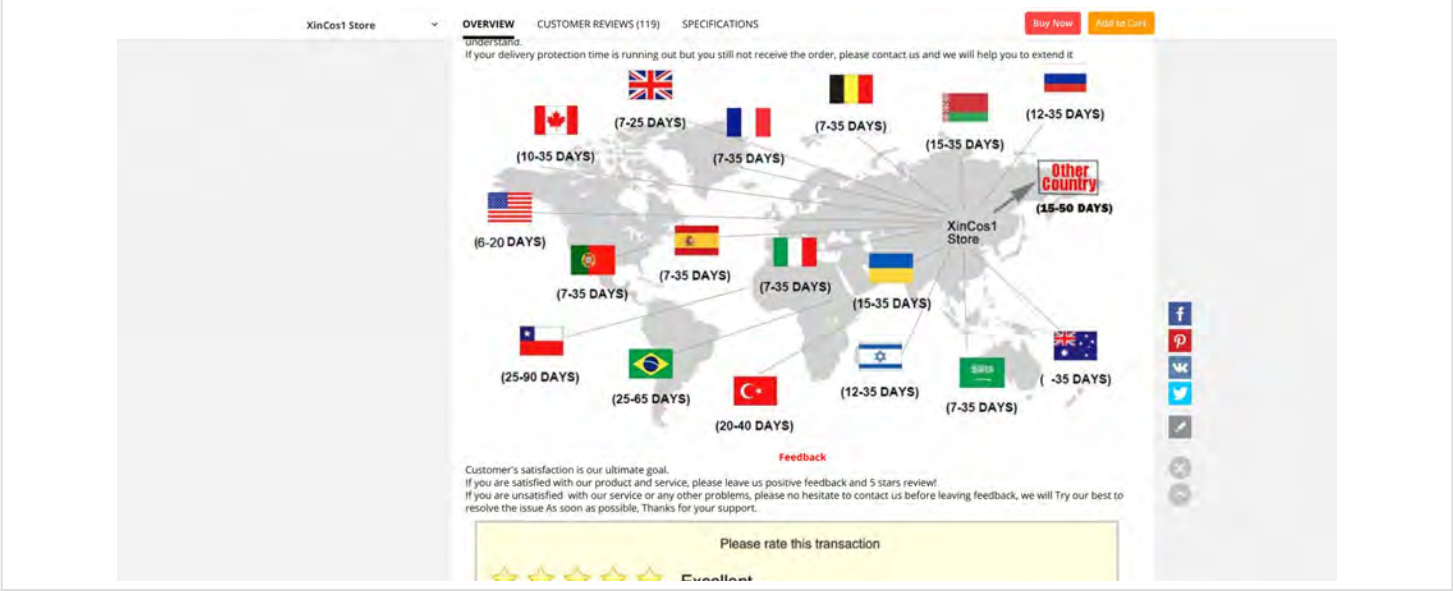 XinCos1 Store
OVERVIEW
CUSTOMER REVIEWS (119)
SPECIFICATIONS
Buy Now
Add to Cart
understand.
If your delivery protection time is running out but you still not receive the order, please contact us and we will help you to extend it
(7-25 DAYS)
(7-35 DAYS)
(12-35 DAYS)
(10-35 DAYS)
(7-35 DAYS)
(15-35 DAYS)
Other
Country
(15-50 DAYS)
XinCos1
Store
(6-20 DAYS)
(7-35 DAYS)
(7-35 DAYS)
(7-35 DAYS)
(15-35 DAYS)
(25-90 DAYS)
(25-65 DAYS)
(20-40 DAYS)
(12-35 DAYS)
(7-35 DAYS)
( -35 DAYS)
Feedback
Customer's satisfaction is our ultimate goal.
If you are satisfied with our product and service, please leave us positive feedback and 5 stars review!
If you are unsatisfied with our service or any other problems, please no hesitate to contact us before leaving feedback, we will Try our best to
resolve the issue As soon as possible, Thanks for your support.
Please rate this transaction
Excellent